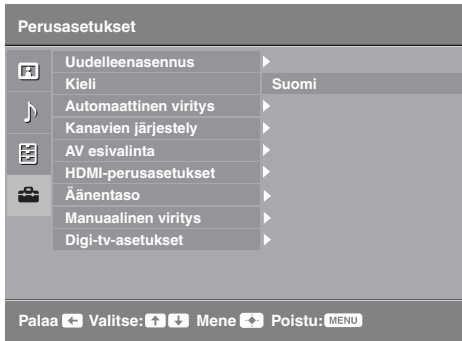 Perusasetukset
Uudelleenasennus
Kieli Suomi
Automaattinen viritys
Kanavien järjestely
AV esivalinta
HDMI-perusasetukset
Äänentaso
Manuaalinen viritys
Digi-tv-asetukset
Palaa Valitse: Mene Poistu: MENU